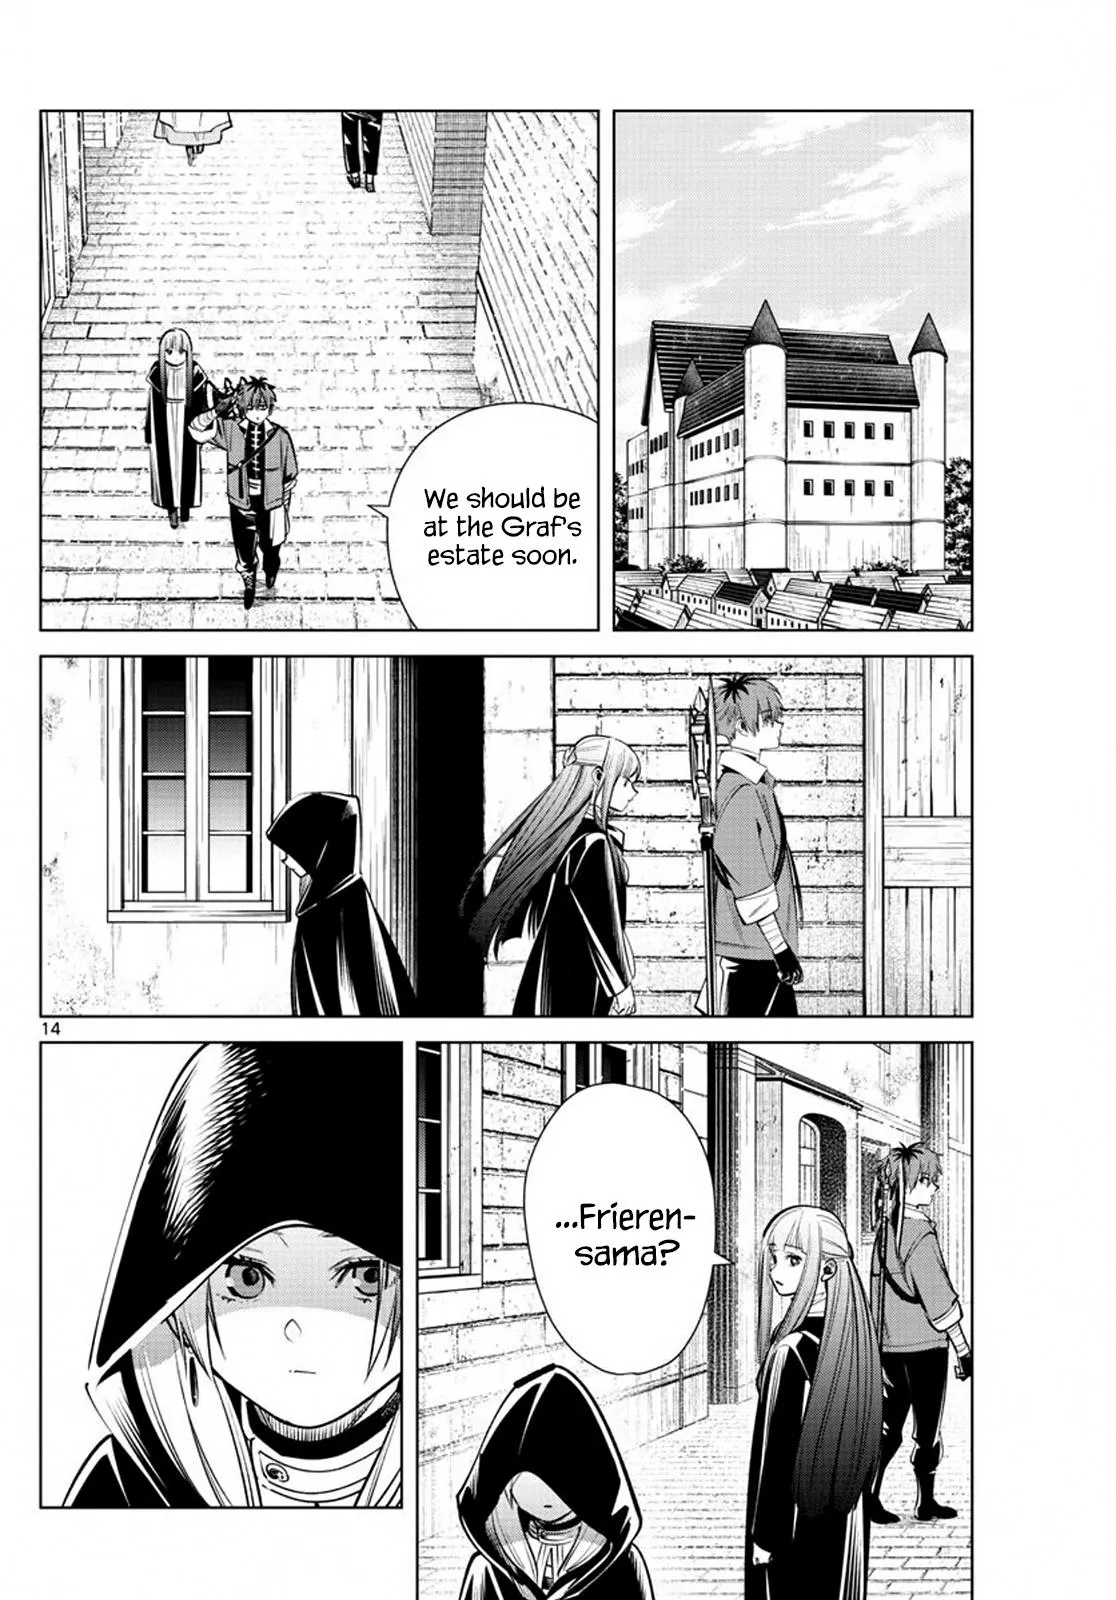 We should be
at the Graf's
estate soon.
14
...Frieren-
sama?